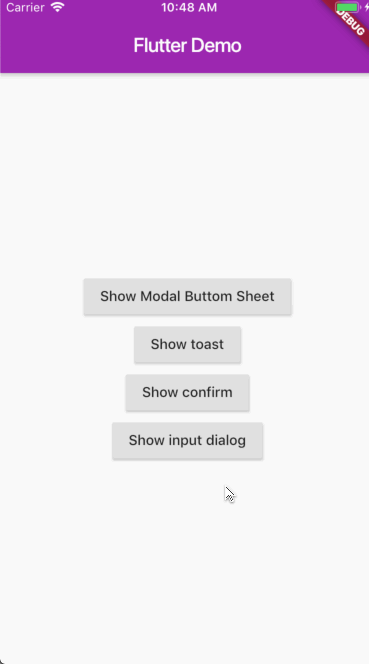 Carrier 10:48 AM
DEBUG
Flutter Demo
Show Modal Buttom Sheet
Show toast
Show confirm
Show input dialog